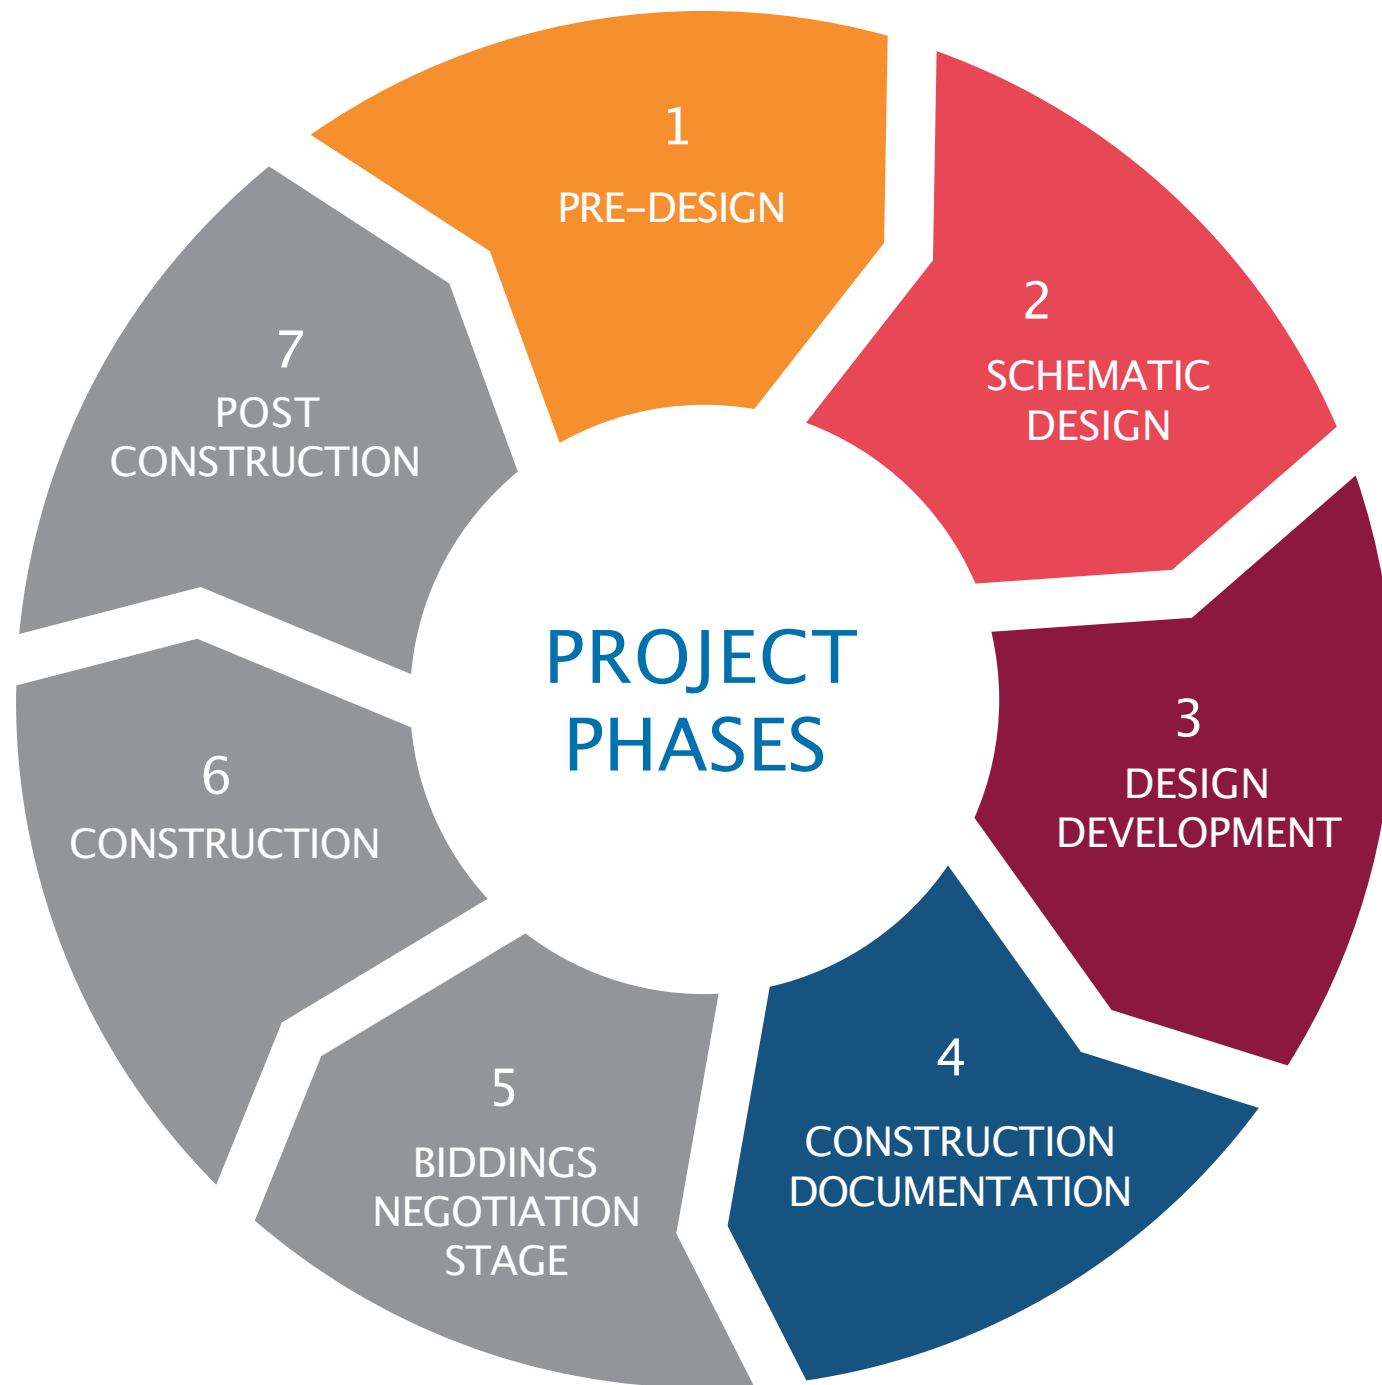 1
PRE–DESIGN
2
SCHEMATIC
DESIGN
3
DESIGN
DEVELOPMENT
4
CONSTRUCTION
DOCUMENTATION
5
BIDDINGS
NEGOTIATION
STAGE
6
CONSTRUCTION
7
POST
CONSTRUCTION
PROJECT
PHASES